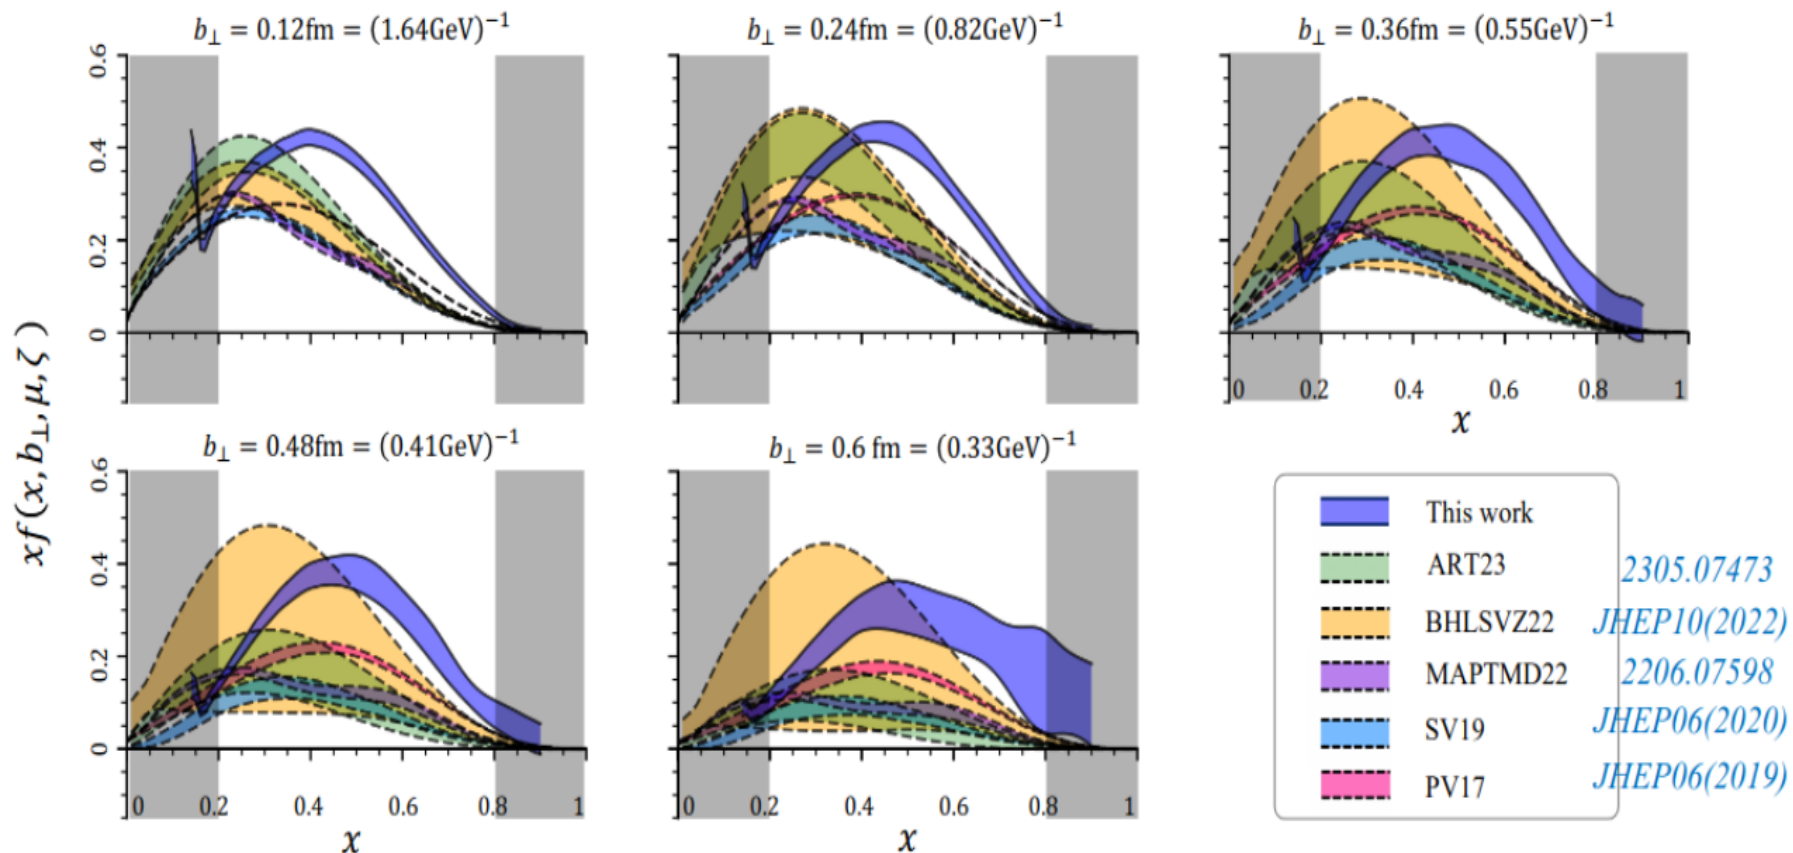 b⊥ = 0.12fm = (1.64GeV)⁻¹
b⊥ = 0.24fm = (0.82GeV)⁻¹
b⊥ = 0.36fm = (0.55GeV)⁻¹
0.6
0.4
0.2
0
0 0.2 0.4 0.6 0.8 1
x
xf(x, b⊥, μ, ζ)
b⊥ = 0.48fm = (0.41GeV)⁻¹
b⊥ = 0.6 fm = (0.33GeV)⁻¹
0.6
0.4
0.2
0
0 0.2 0.4 0.6 0.8 1
x
0 0.2 0.4 0.6 0.8 1
x
This work
ART23 2305.07473
BHLSVZ22 JHEP10(2022)
MAPTMD22 2206.07598
SV19 JHEP06(2020)
PV17 JHEP06(2019)